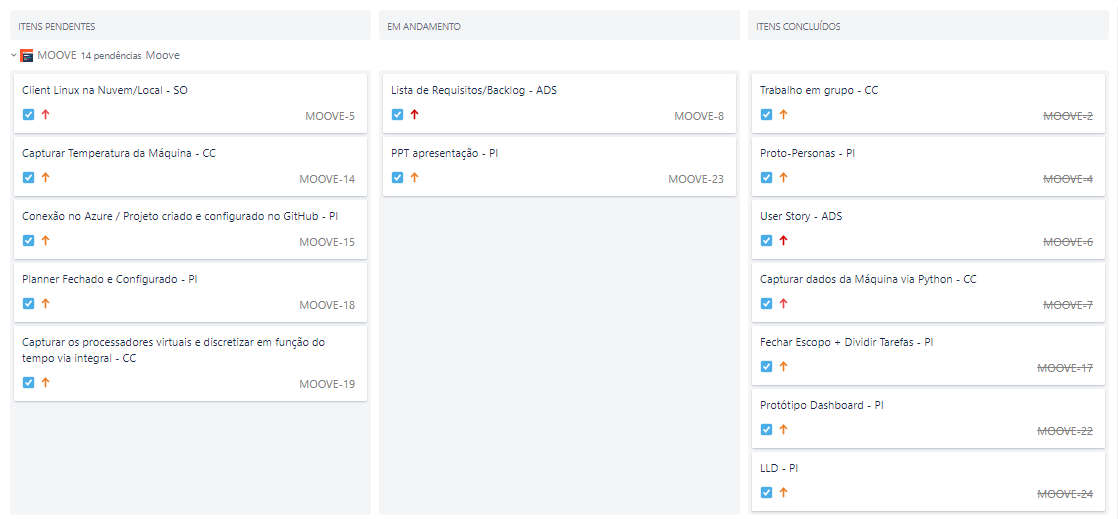 ITENS PENDENTES
EM ANDAMENTO
ITENS CONCLUÍDOS
MOOVE 14 pendências Moove
Client Linux na Nuvem/Local - SO
MOOVE-5
Capturar Temperatura da Máquina - CC
MOOVE-14
Conexão no Azure / Projeto criado e configurado no GitHub - PI
MOOVE-15
Planner Fechado e Configurado - PI
MOOVE-18
Capturar os processadores virtuais e discretizar em função do
tempo via integral - CC
MOOVE-19
Lista de Requisitos/Backlog - ADS
MOOVE-8
PPT apresentação - PI
MOOVE-23
Trabalho em grupo - CC
MOOVE-2
Proto-Personas - PI
MOOVE-4
User Story - ADS
MOOVE-6
Capturar dados da Máquina via Python - CC
MOOVE-7
Fechar Escopo + Dividir Tarefas - PI
MOOVE-17
Protótipo Dashboard - PI
MOOVE-22
LLD - PI
MOOVE-24